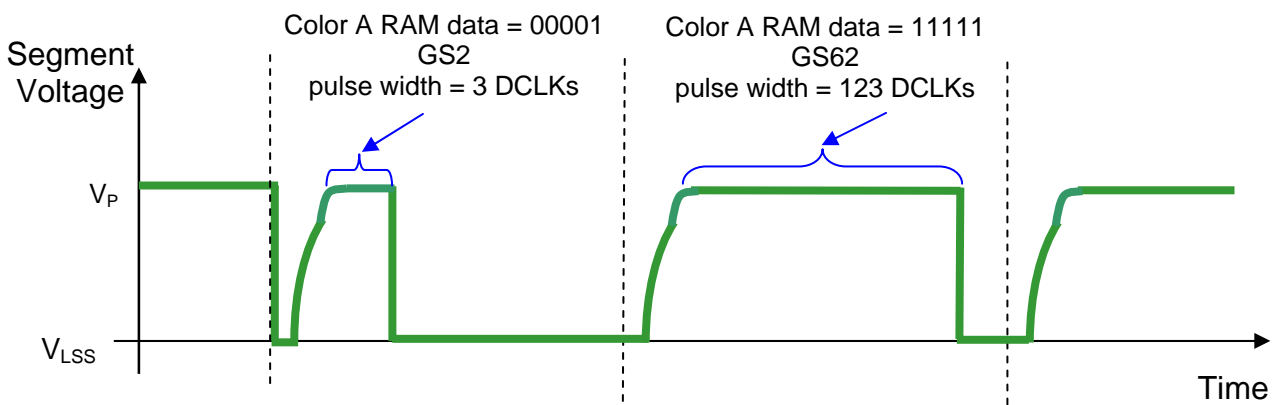 Color A RAM data = 00001
GS2
pulse width = 3 DCLKs
Color A RAM data = 11111
GS62
pulse width = 123 DCLKs
Segment
Voltage
VP
VLSS
Time